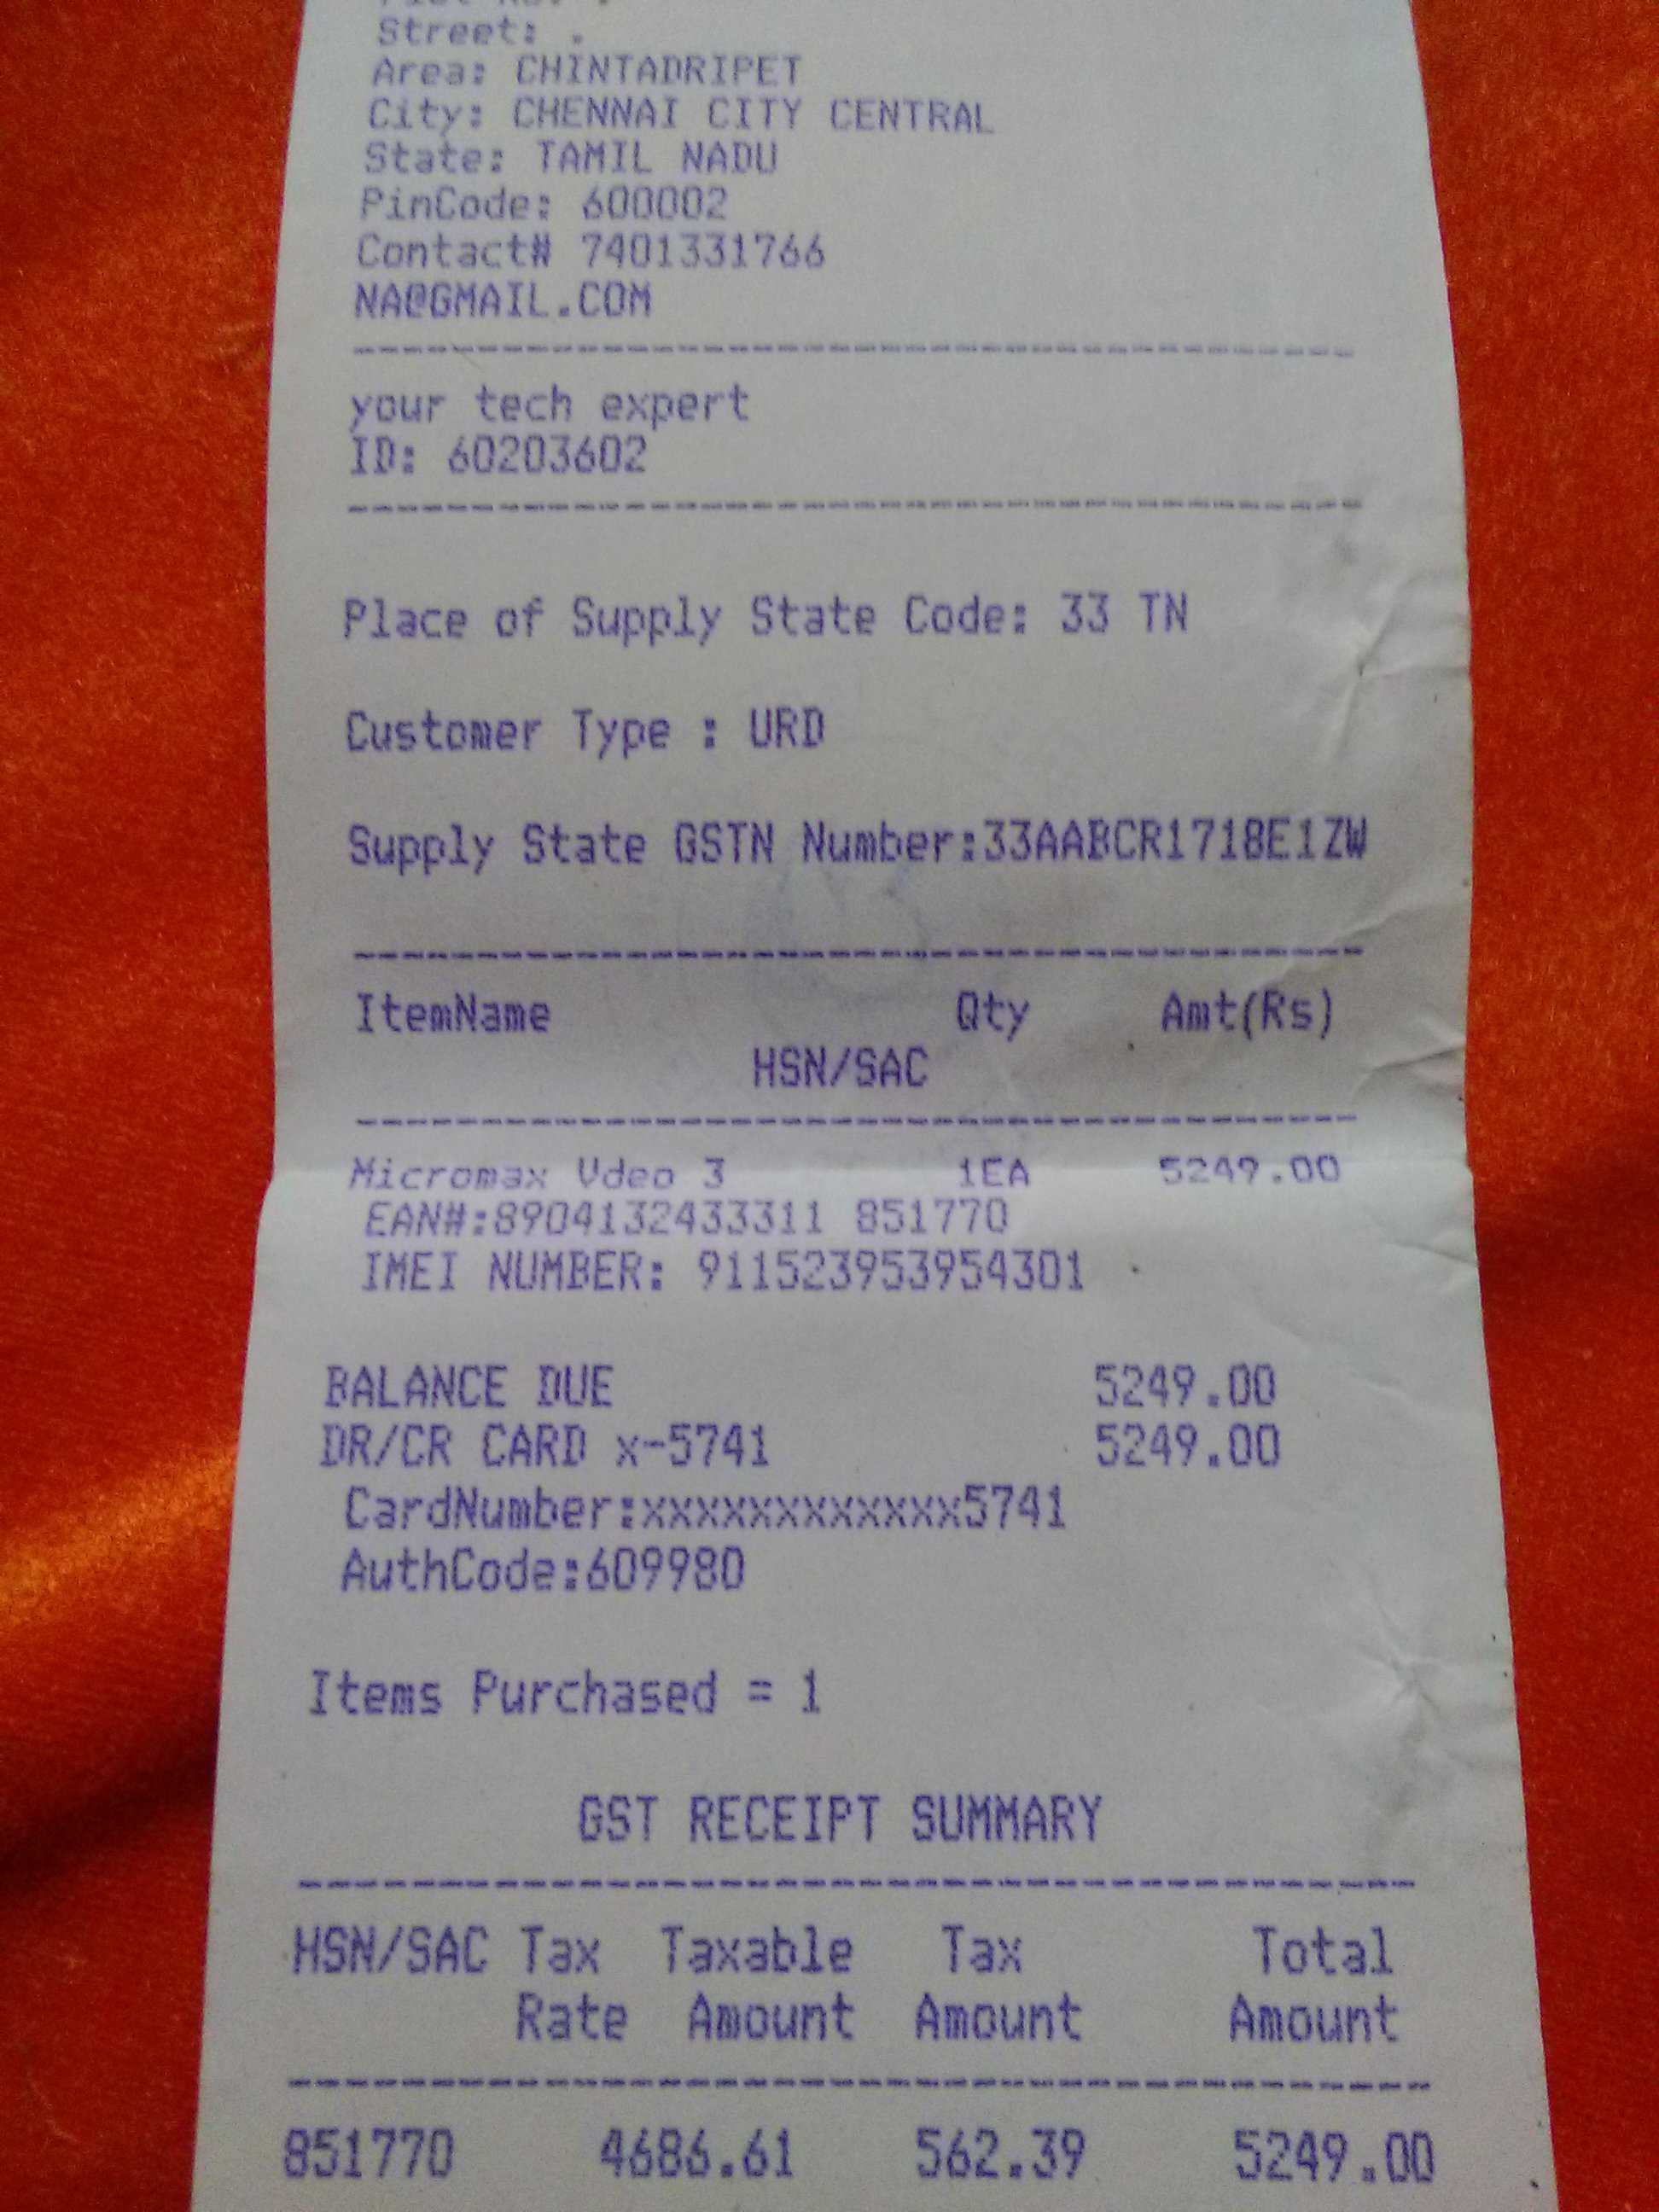 Street: .
Area: CHINTADRIPET
City: CHENNAI CITY CENTRAL
State: TAMIL NADU
PinCode: 600002
Contact# 7401331766
NA@GMAIL.COM
your tech expert
ID: 60203602
Place of Supply State Code: 33 TN
Customer Type : URD
Supply State GSTN Number:33AABCR1718E1ZW
ItemName Qty Amt(Rs)
HSN/SAC
Micromax Vdeo 3 1EA 5249.00
EAN#:8904132433311 851770
IMEI NUMBER: 911523953954301
BALANCE DUE 5249.00
DR/CR CARD x-5741 5249.00
CardNumber:xxxxxxxxxxxx5741
AuthCode:609980
Items Purchased = 1
GST RECEIPT SUMMARY
HSN/SAC Tax Taxable Tax Total
Rate Amount Amount Amount
851770 4686.61 562.39 5249.00